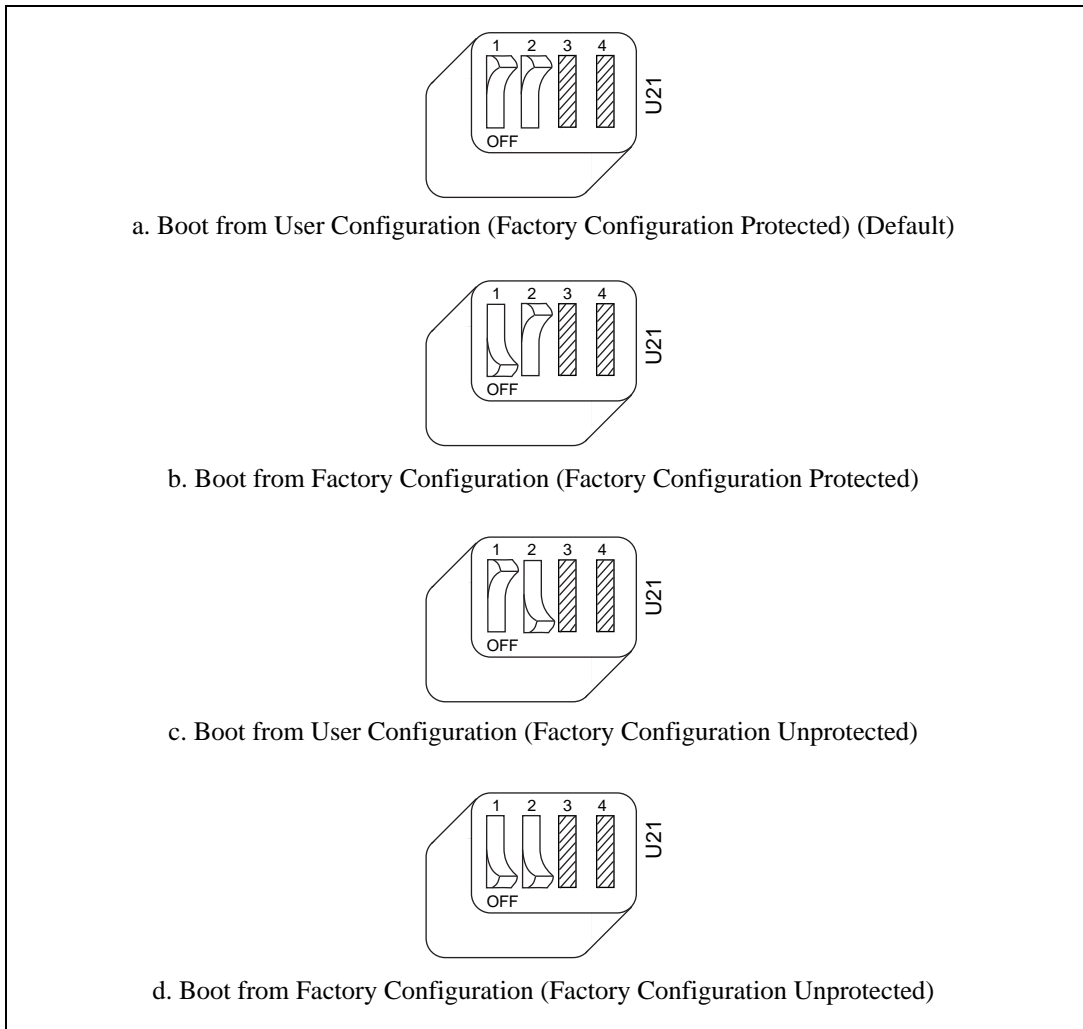 1 2 3 4
U21
OFF
a. Boot from User Configuration (Factory Configuration Protected) (Default)
1 2 3 4
U21
OFF
b. Boot from Factory Configuration (Factory Configuration Protected)
1 2 3 4
U21
OFF
c. Boot from User Configuration (Factory Configuration Unprotected)
1 2 3 4
U21
OFF
d. Boot from Factory Configuration (Factory Configuration Unprotected)